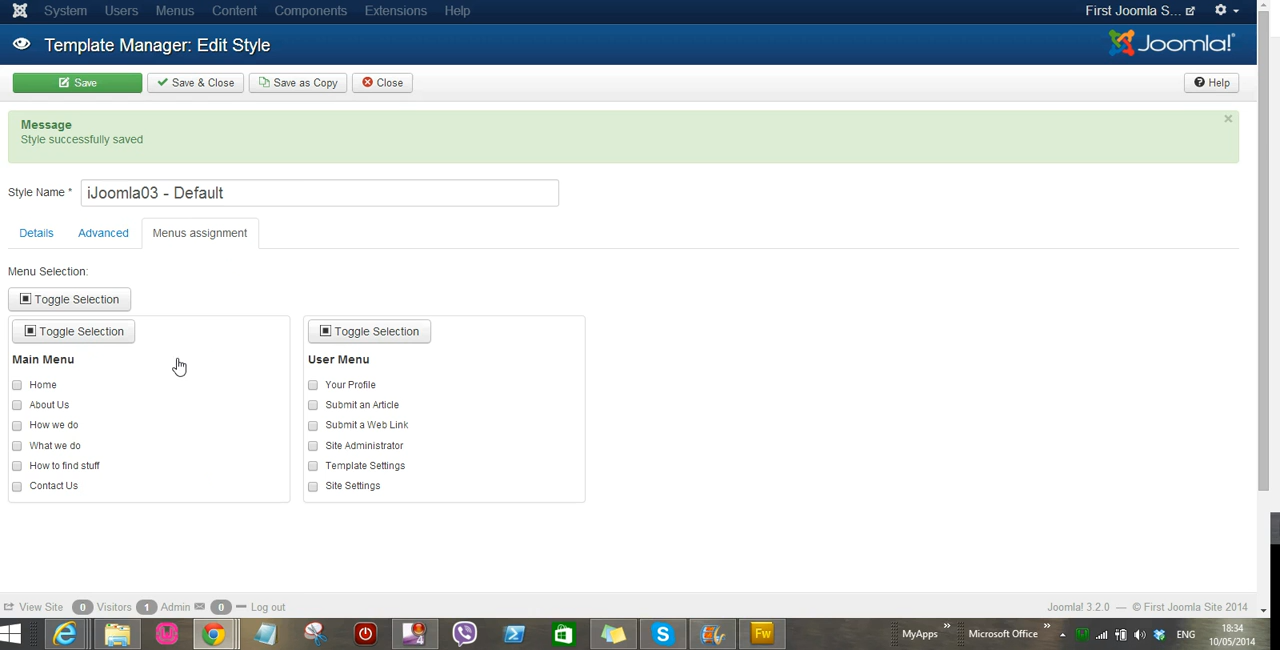 System Users Menus Content Components Extensions Help First Joomla S...
Template Manager: Edit Style Joomla!
Save Save & Close Save as Copy Close Help
Message
Style successfully saved
Style Name * iJoomla03 - Default
Details Advanced Menus assignment
Menu Selection:
Toggle Selection
Toggle Selection Toggle Selection
Main Menu User Menu
Home Your Profile
About Us Submit an Article
How we do Submit a Web Link
What we do Site Administrator
How to find stuff Template Settings
Contact Us Site Settings
View Site 0 Visitors 1 Admin 0 Log out Joomla! 3.2.0 — © First Joomla Site 2014
Fw MyApps » Microsoft Office » ENG 18:34
10/05/2014